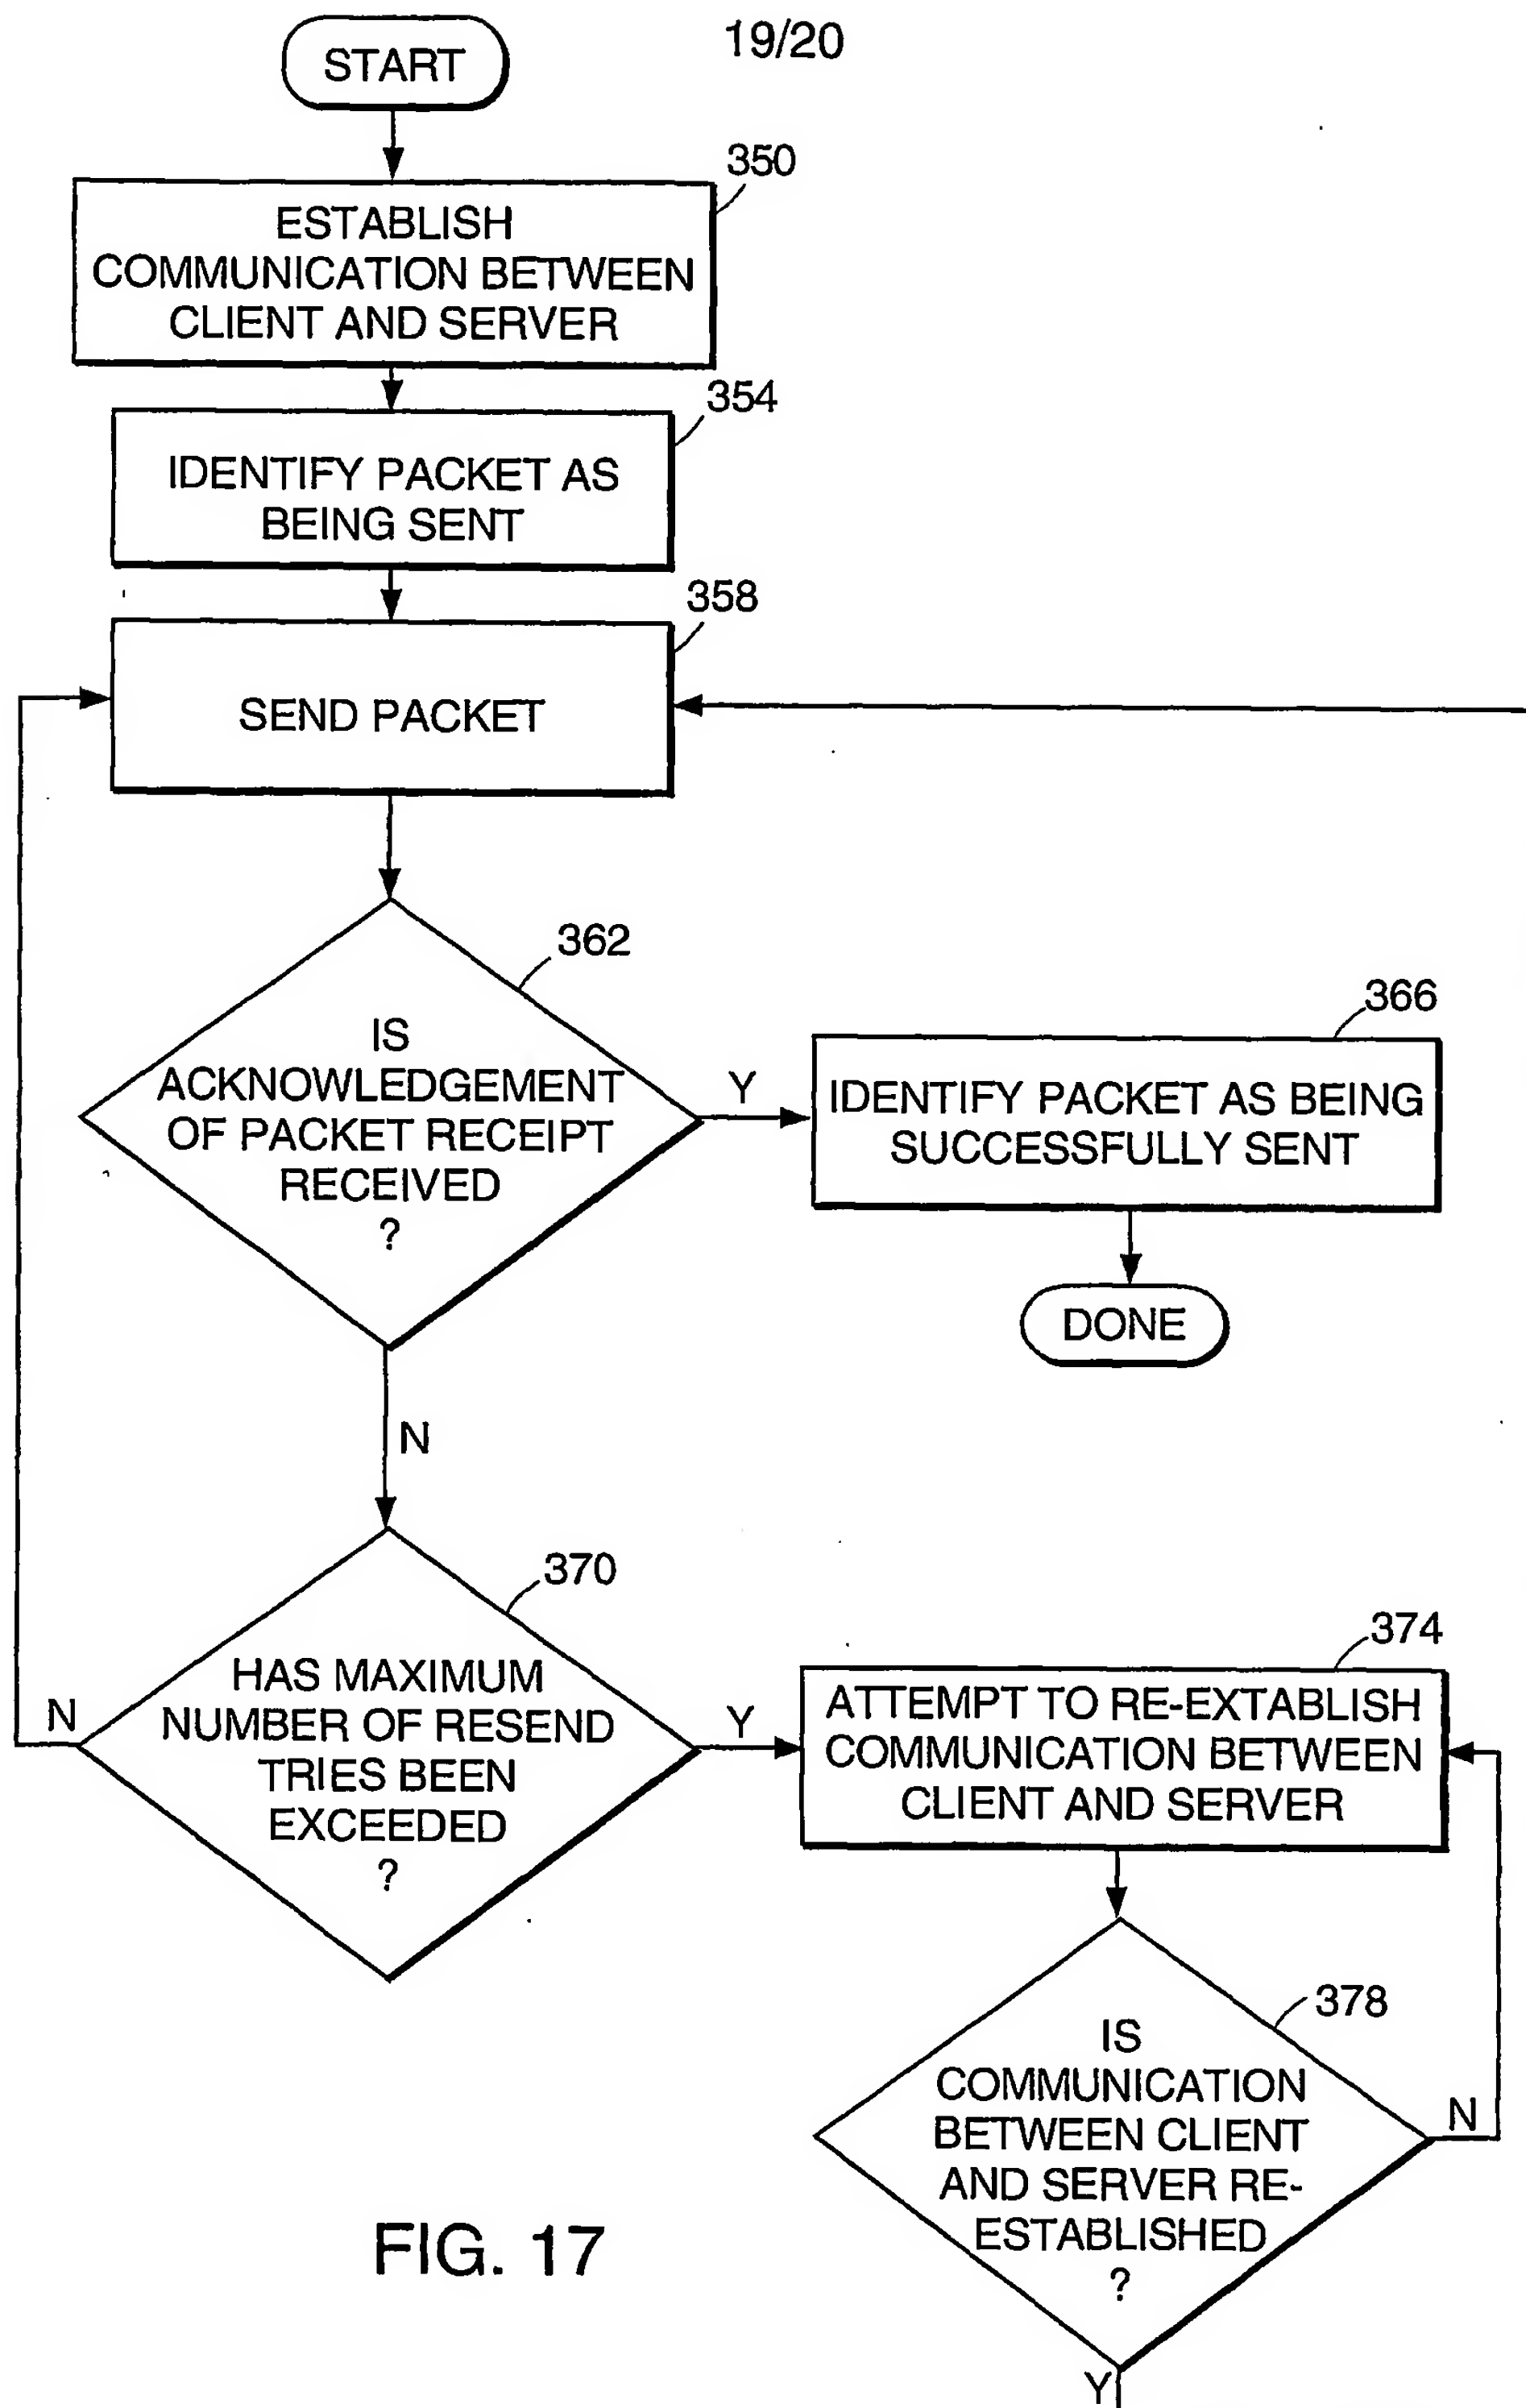 19/20
START
350
ESTABLISH
COMMUNICATION BETWEEN
CLIENT AND SERVER
354
IDENTIFY PACKET AS
BEING SENT
358
SEND PACKET
362
IS
ACKNOWLEDGEMENT
OF PACKET RECEIPT
RECEIVED
?
Y
366
IDENTIFY PACKET AS BEING
SUCCESSFULLY SENT
DONE
N
370
HAS MAXIMUM
NUMBER OF RESEND
TRIES BEEN
EXCEEDED
?
N
Y
374
ATTEMPT TO RE-EXTABLISH
COMMUNICATION BETWEEN
CLIENT AND SERVER
378
IS
COMMUNICATION
BETWEEN CLIENT
AND SERVER RE-
ESTABLISHED
?
N
Y
FIG. 17